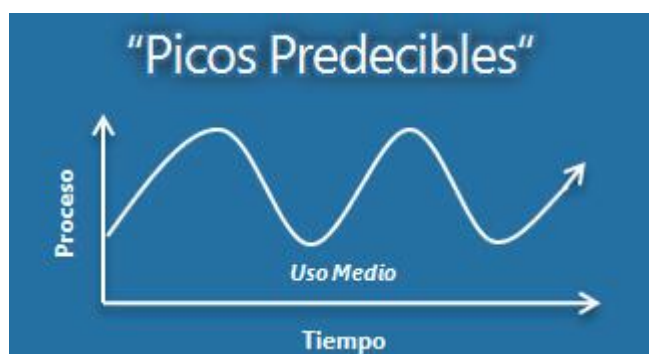 “Picos Predecibles“
Proceso
Uso Medio
Tiempo